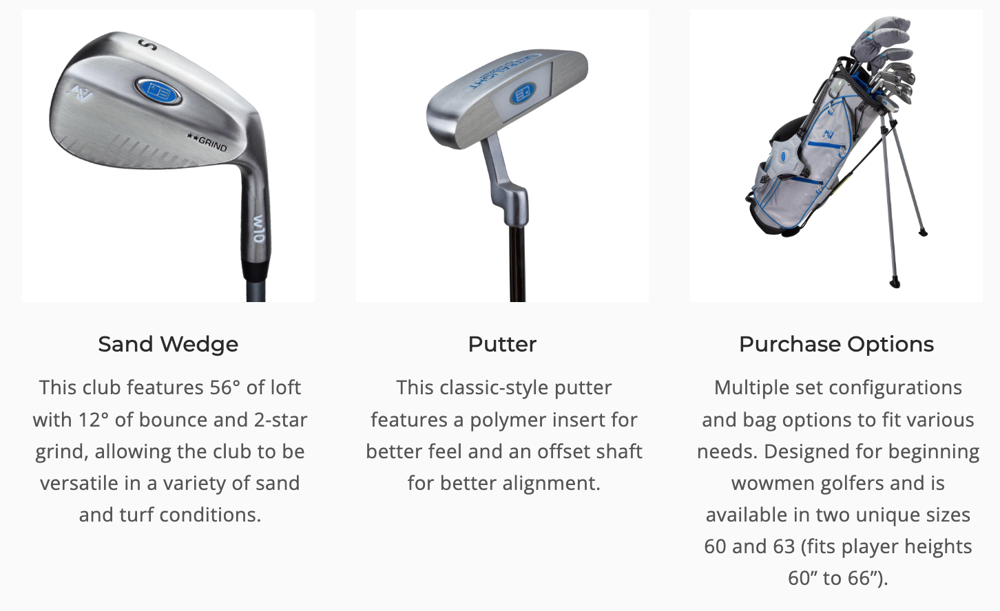 S
**GRIND
W10
ULTRALIGHT
Sand Wedge
This club features 56° of loft
with 12° of bounce and 2-star
grind, allowing the club to be
versatile in a variety of sand
and turf conditions.
Putter
This classic-style putter
features a polymer insert for
better feel and an offset shaft
for better alignment.
Purchase Options
Multiple set configurations
and bag options to fit various
needs. Designed for beginning
wowmen golfers and is
available in two unique sizes
60 and 63 (fits player heights
60” to 66”).